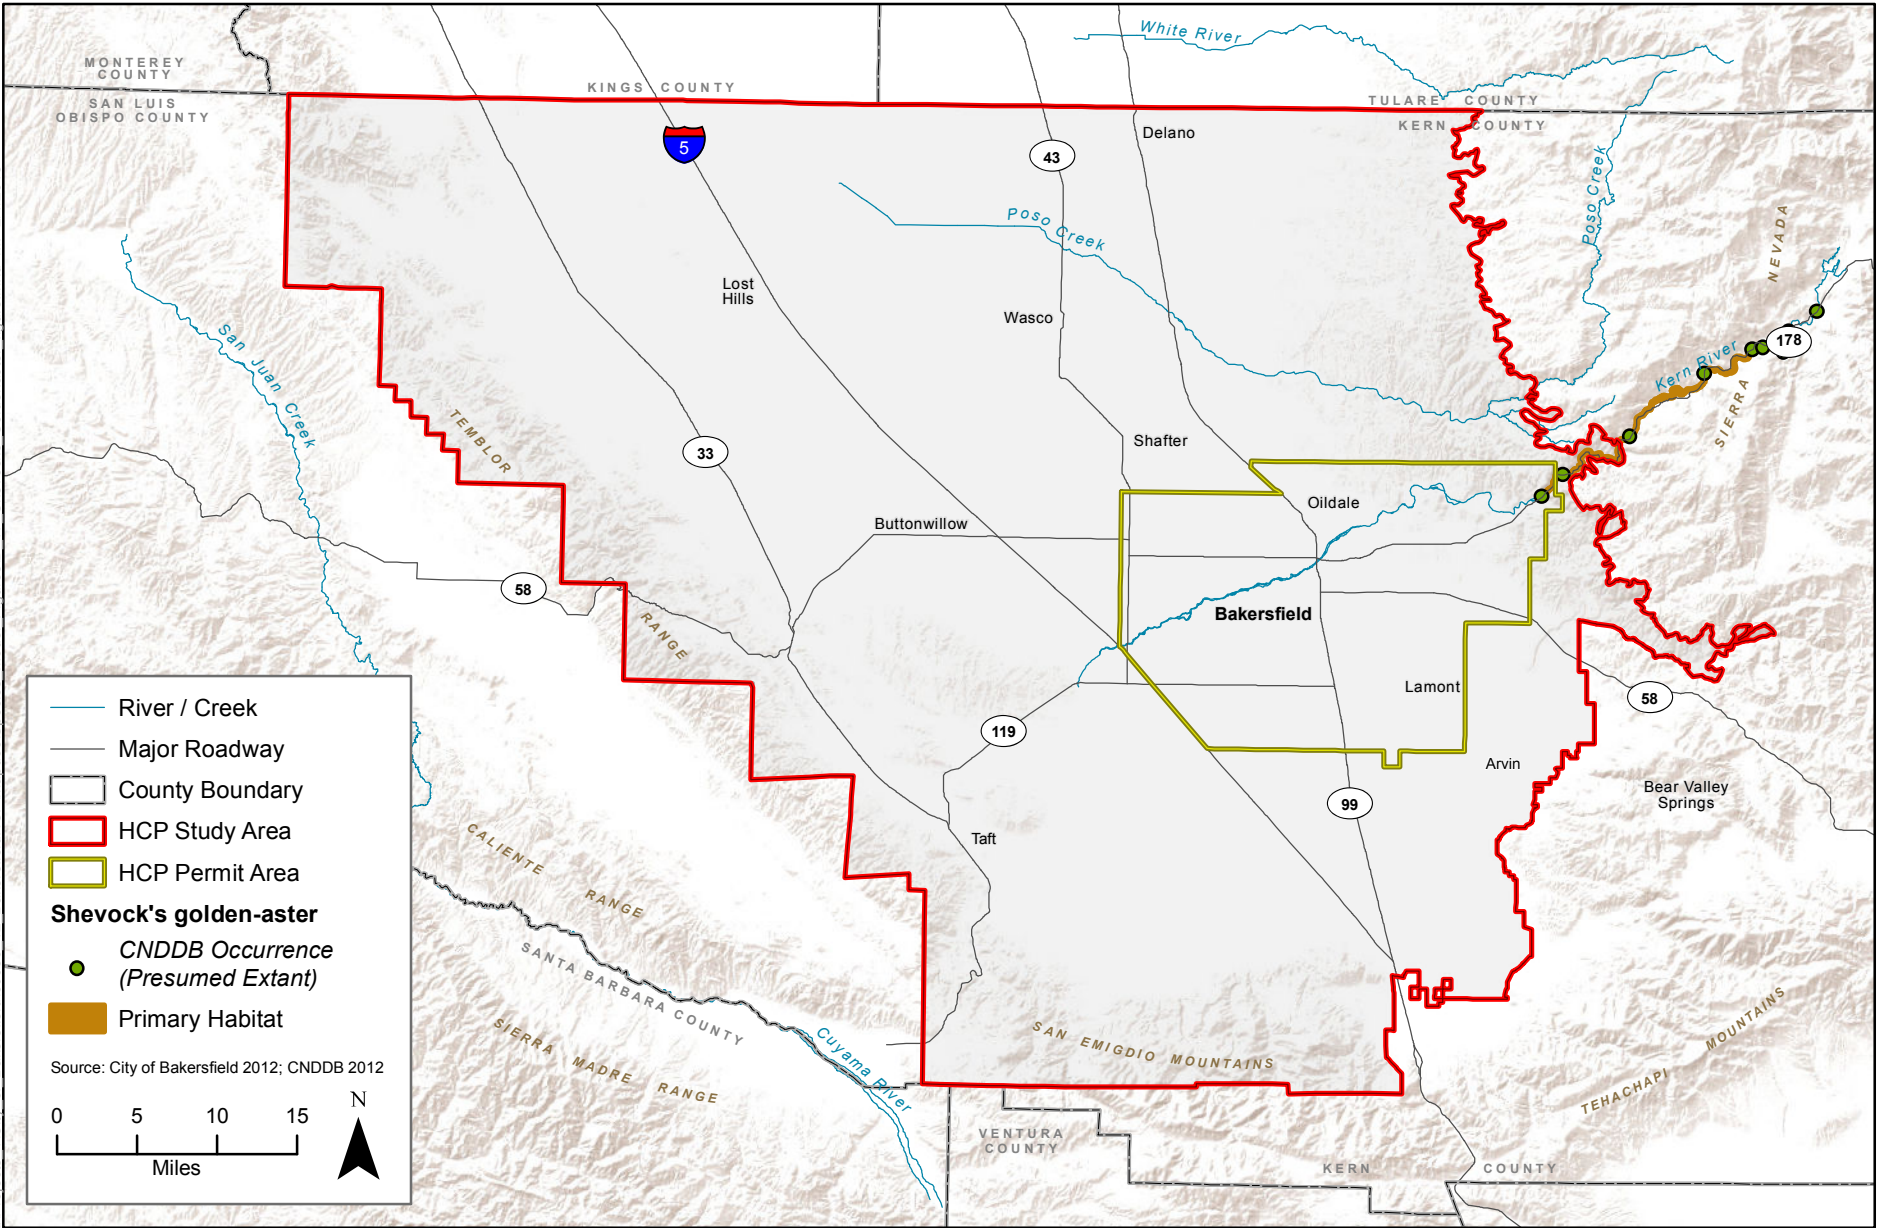 MONTEREY
COUNTY
SAN LUIS
OBISPO COUNTY
KINGS COUNTY
TULARE COUNTY
KERN COUNTY
White River
Delano
5
43
Poso Creek
Poso Creek
NEVADA
SIERRA
Lost
Hills
Wasco
178
Kern River
San Juan Creek
TEMBLOR
RANGE
33
Shafter
Oildale
Buttonwillow
58
Bakersfield
Lamont
58
119
Arvin
Bear Valley
Springs
99
Taft
CALIENTE RANGE
SANTA BARBARA COUNTY
SIERRA MADRE RANGE
Cuyama River
SAN EMIGDIO MOUNTAINS
TEHACHAPI MOUNTAINS
VENTURA
COUNTY
KERN COUNTY
River / Creek
Major Roadway
County Boundary
HCP Study Area
HCP Permit Area
Shevock's golden-aster
CNDDB Occurrence
(Presumed Extant)
Primary Habitat
Source: City of Bakersfield 2012; CNDDB 2012
N
0 5 10 15
Miles